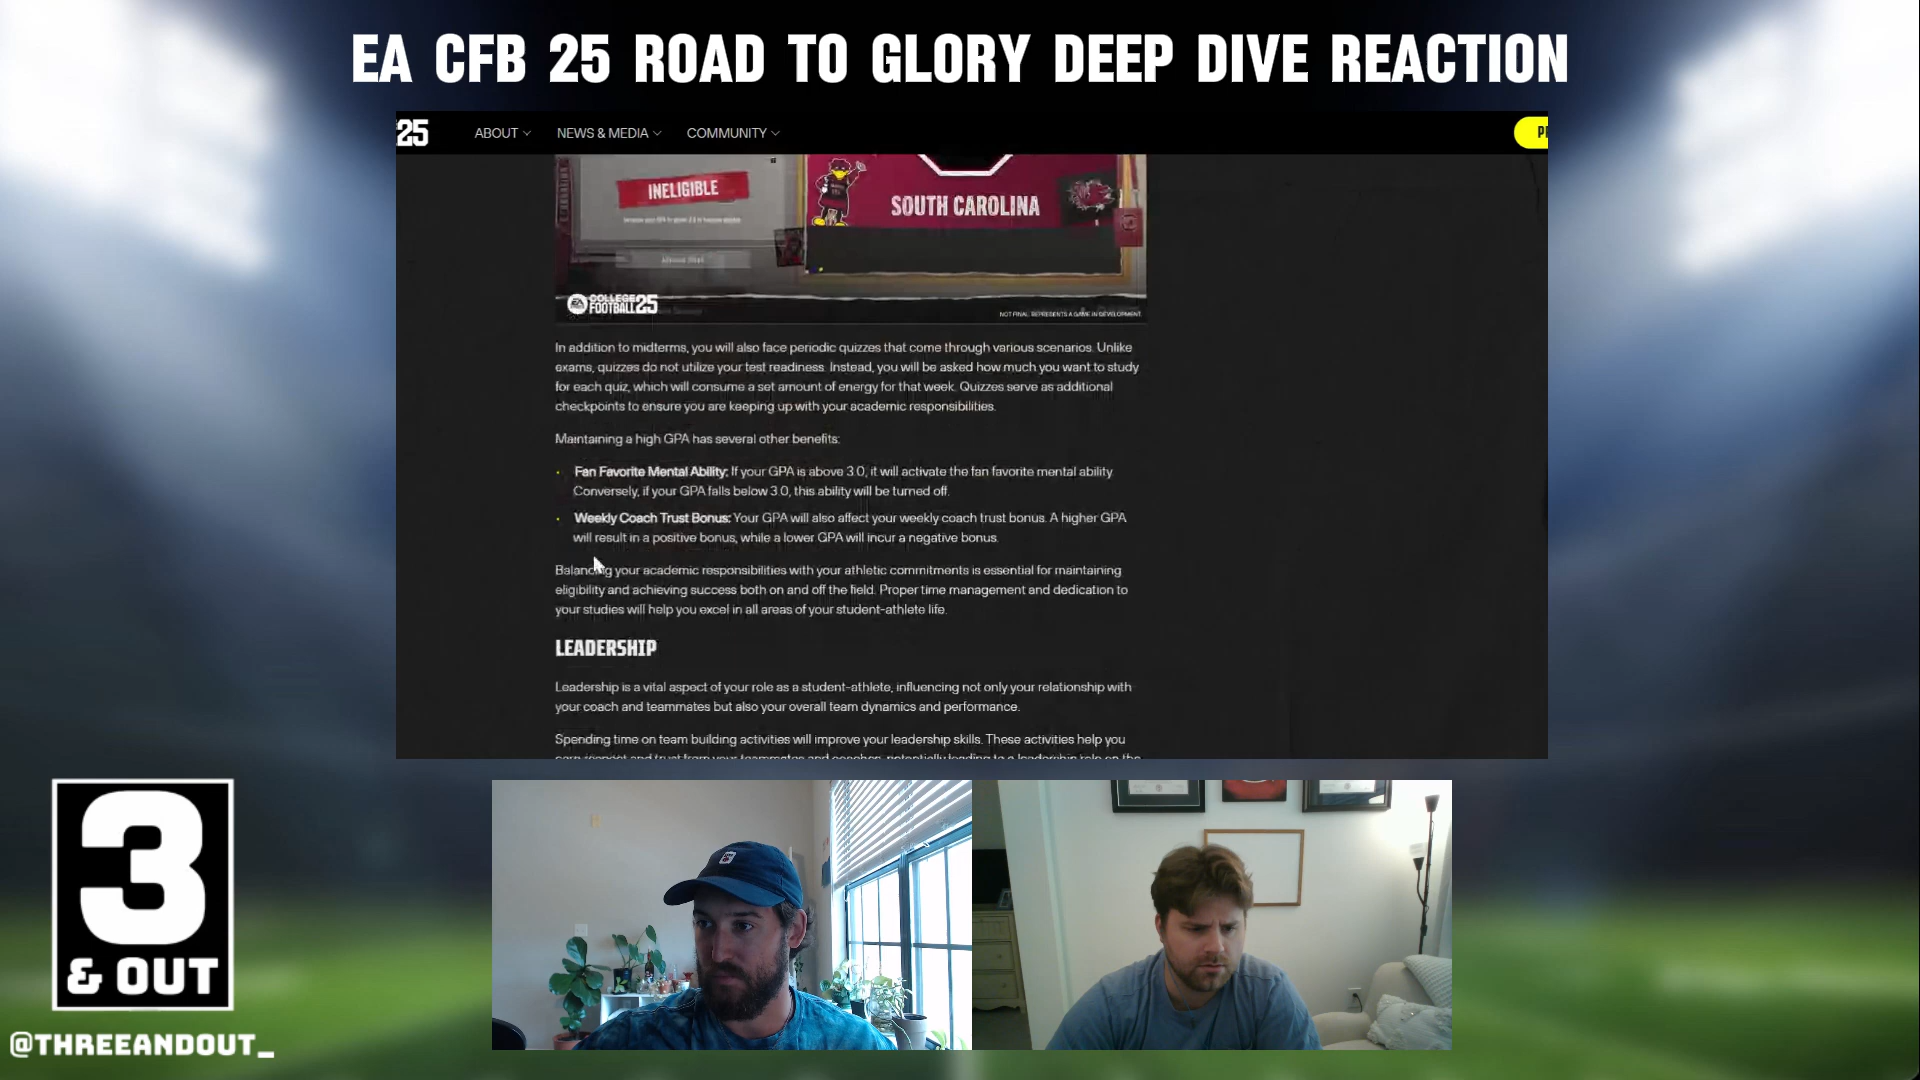 EA CFB 25 ROAD TO GLORY DEEP DIVE REACTION
25 ABOUT NEWS & MEDIA COMMUNITY
INELIGIBLE
SOUTH CAROLINA
EA COLLEGE FOOTBALL 25
NOT FINAL. REPRESENTS A GAME IN DEVELOPMENT.
In addition to midterms, you will also face periodic quizzes that come through various scenarios. Unlike
exams, quizzes do not utilize your test readiness. Instead, you will be asked how much you want to study
for each quiz, which will consume a set amount of energy for that week. Quizzes serve as additional
checkpoints to ensure you are keeping up with your academic responsibilities.
Maintaining a high GPA has several other benefits:
Fan Favorite Mental Ability: If your GPA is above 3.0, it will activate the fan favorite mental ability
Conversely, if your GPA falls below 3.0, this ability will be turned off.
Weekly Coach Trust Bonus: Your GPA will also affect your weekly coach trust bonus. A higher GPA
will result in a positive bonus, while a lower GPA will incur a negative bonus.
Balancing your academic responsibilities with your athletic commitments is essential for maintaining
eligibility and achieving success both on and off the field. Proper time management and dedication to
your studies will help you excel in all areas of your student-athlete life.
LEADERSHIP
Leadership is a vital aspect of your role as a student-athlete, influencing not only your relationship with
your coach and teammates but also your overall team dynamics and performance.
Spending time on team building activities will improve your leadership skills. These activities help you
3
& OUT
@THREEANDOUT_